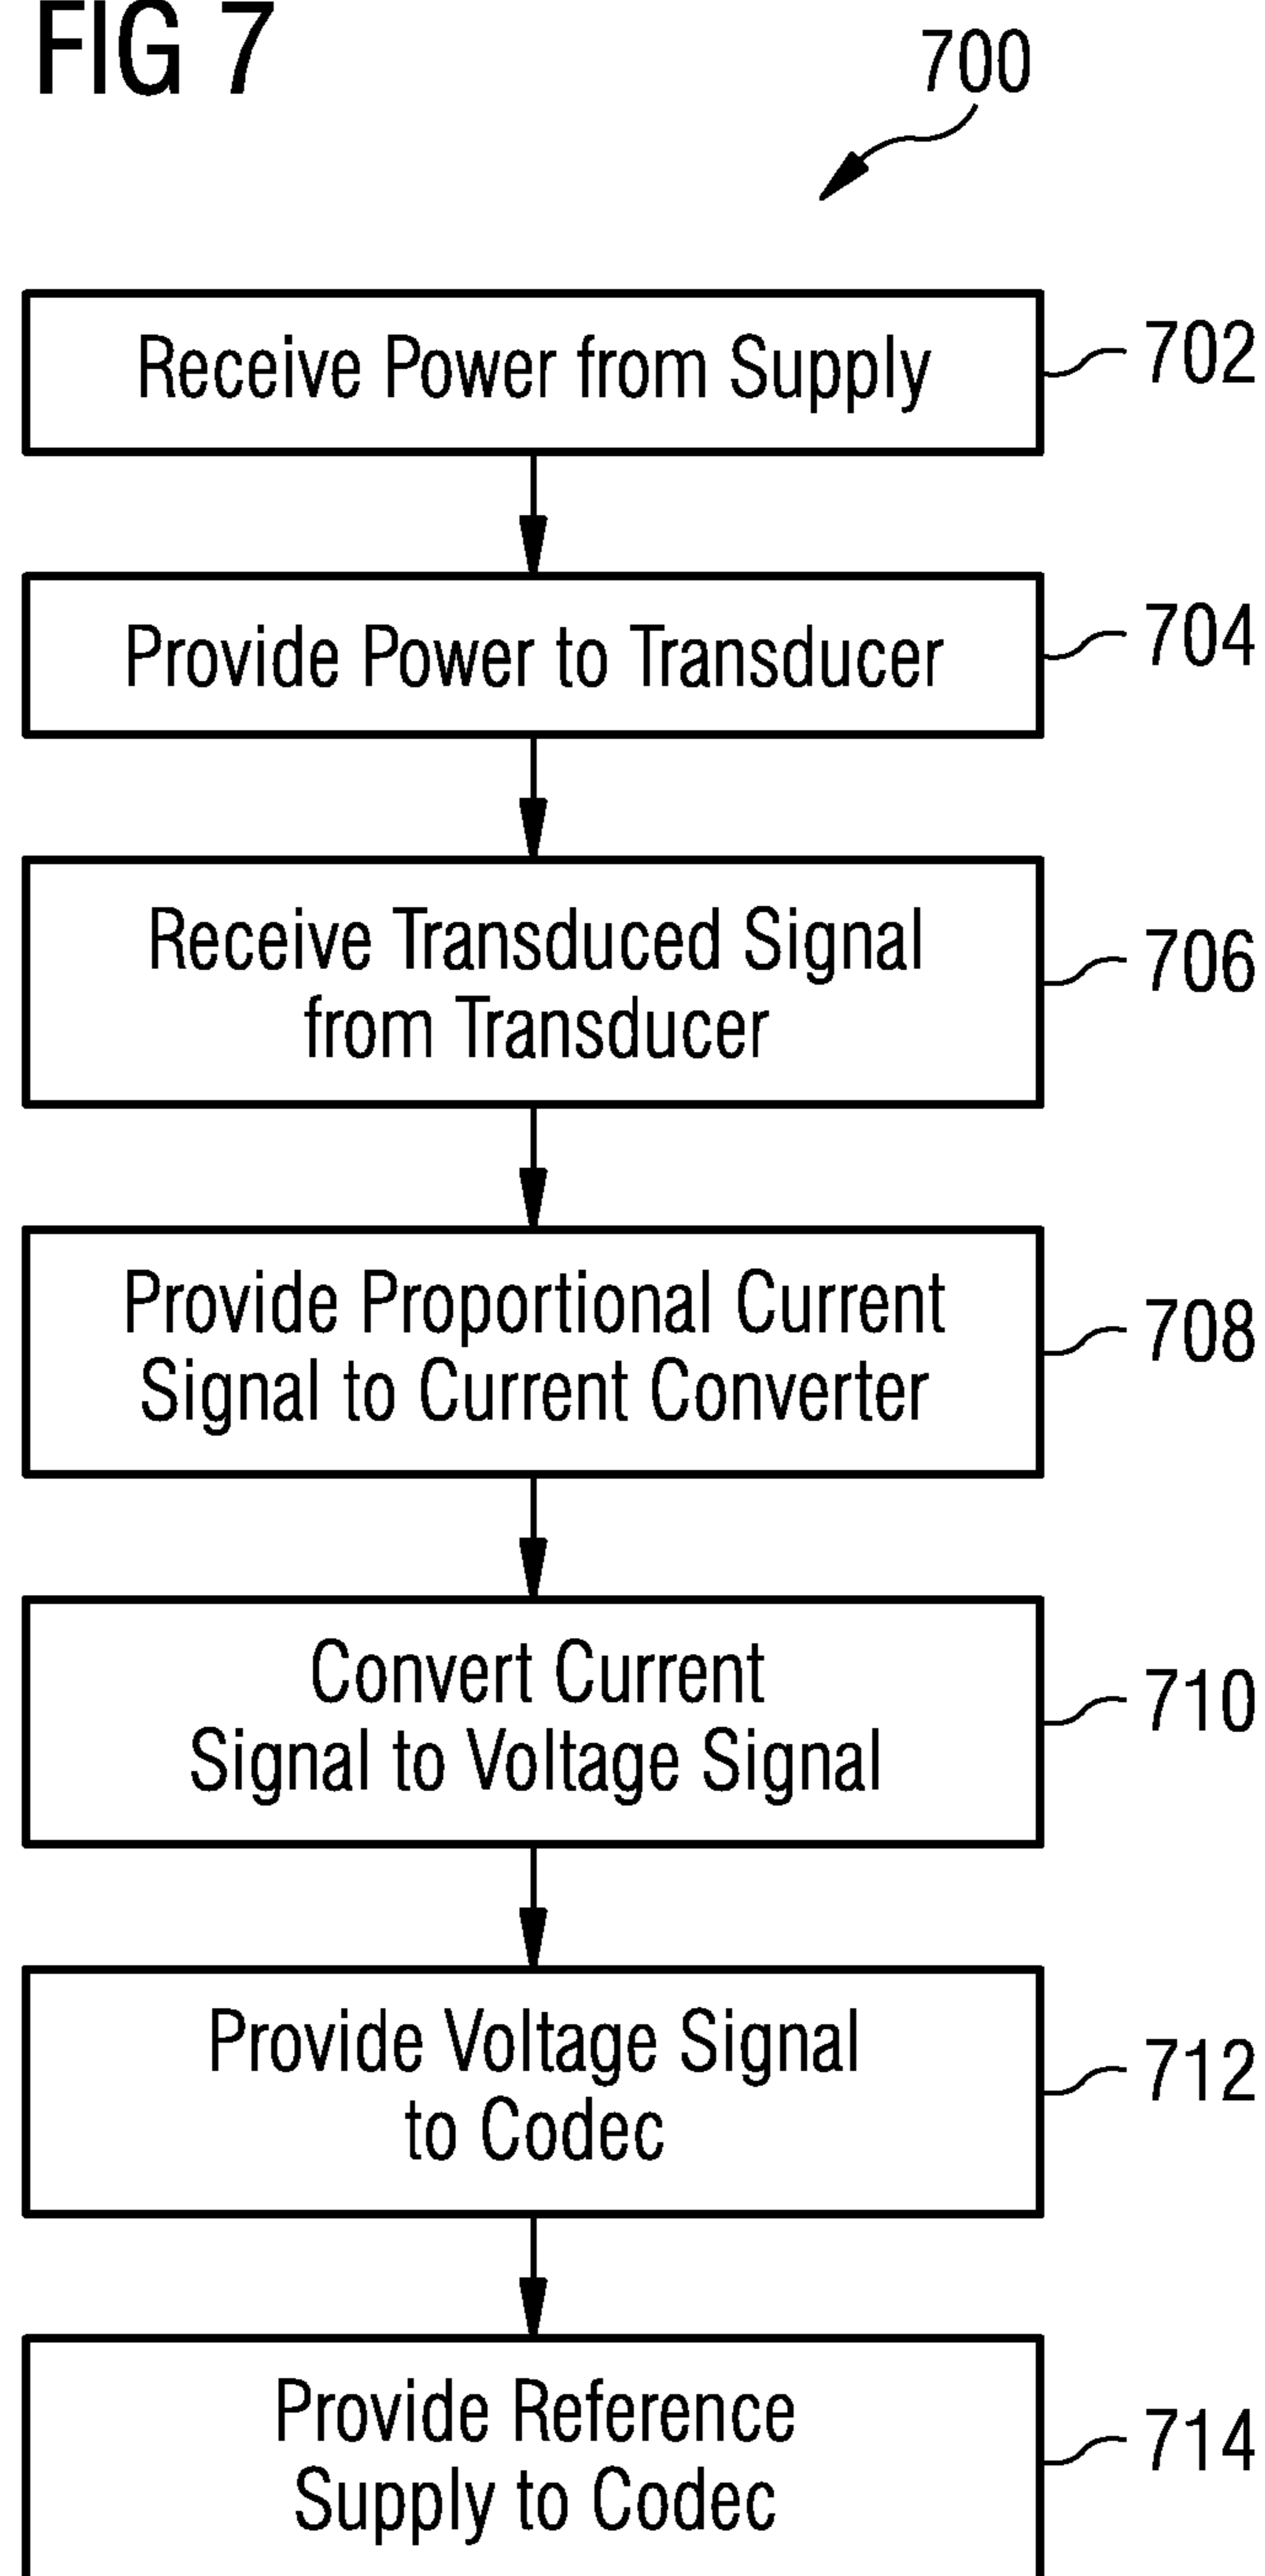 FIG 7
700
Receive Power from Supply
702
Provide Power to Transducer
704
Receive Transduced Signal
from Transducer
706
Provide Proportional Current
Signal to Current Converter
708
Convert Current
Signal to Voltage Signal
710
Provide Voltage Signal
to Codec
712
Provide Reference
Supply to Codec
714